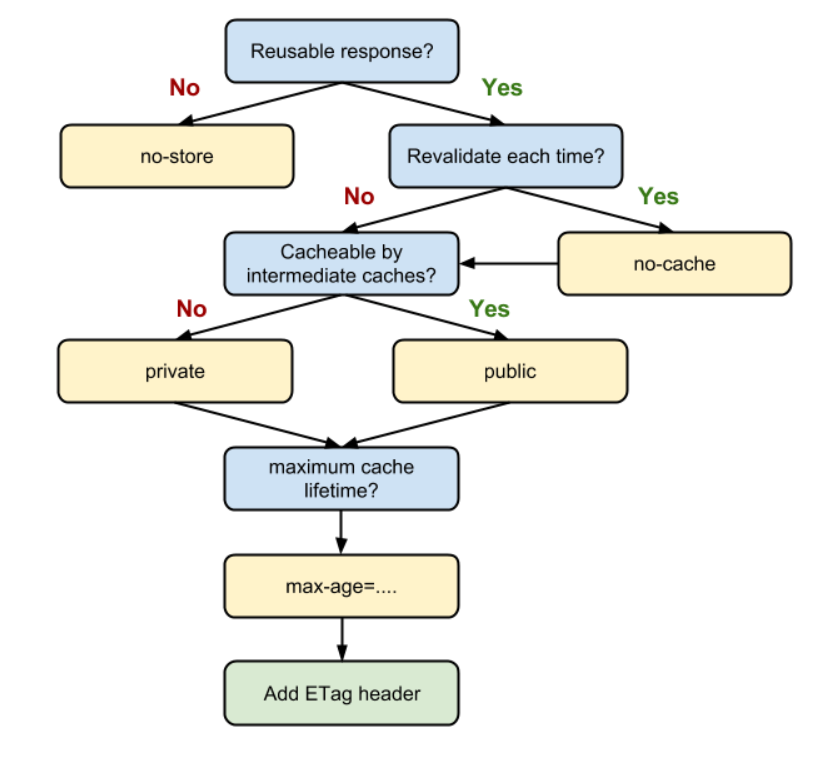 Reusable response?
No
Yes
no-store
Revalidate each time?
No
Yes
Cacheable by
intermediate caches?
no-cache
No
Yes
private
public
maximum cache
lifetime?
max-age=....
Add ETag header